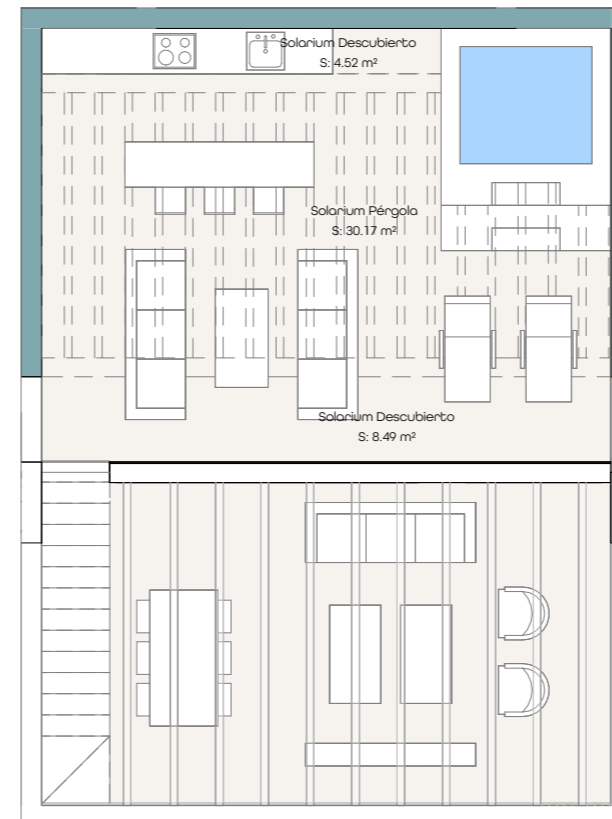 Solarium Descubierto
S: 4.52 m²
Solarium Pérgola
S: 30.17 m²
Solarium Descubierto
S: 8.49 m²